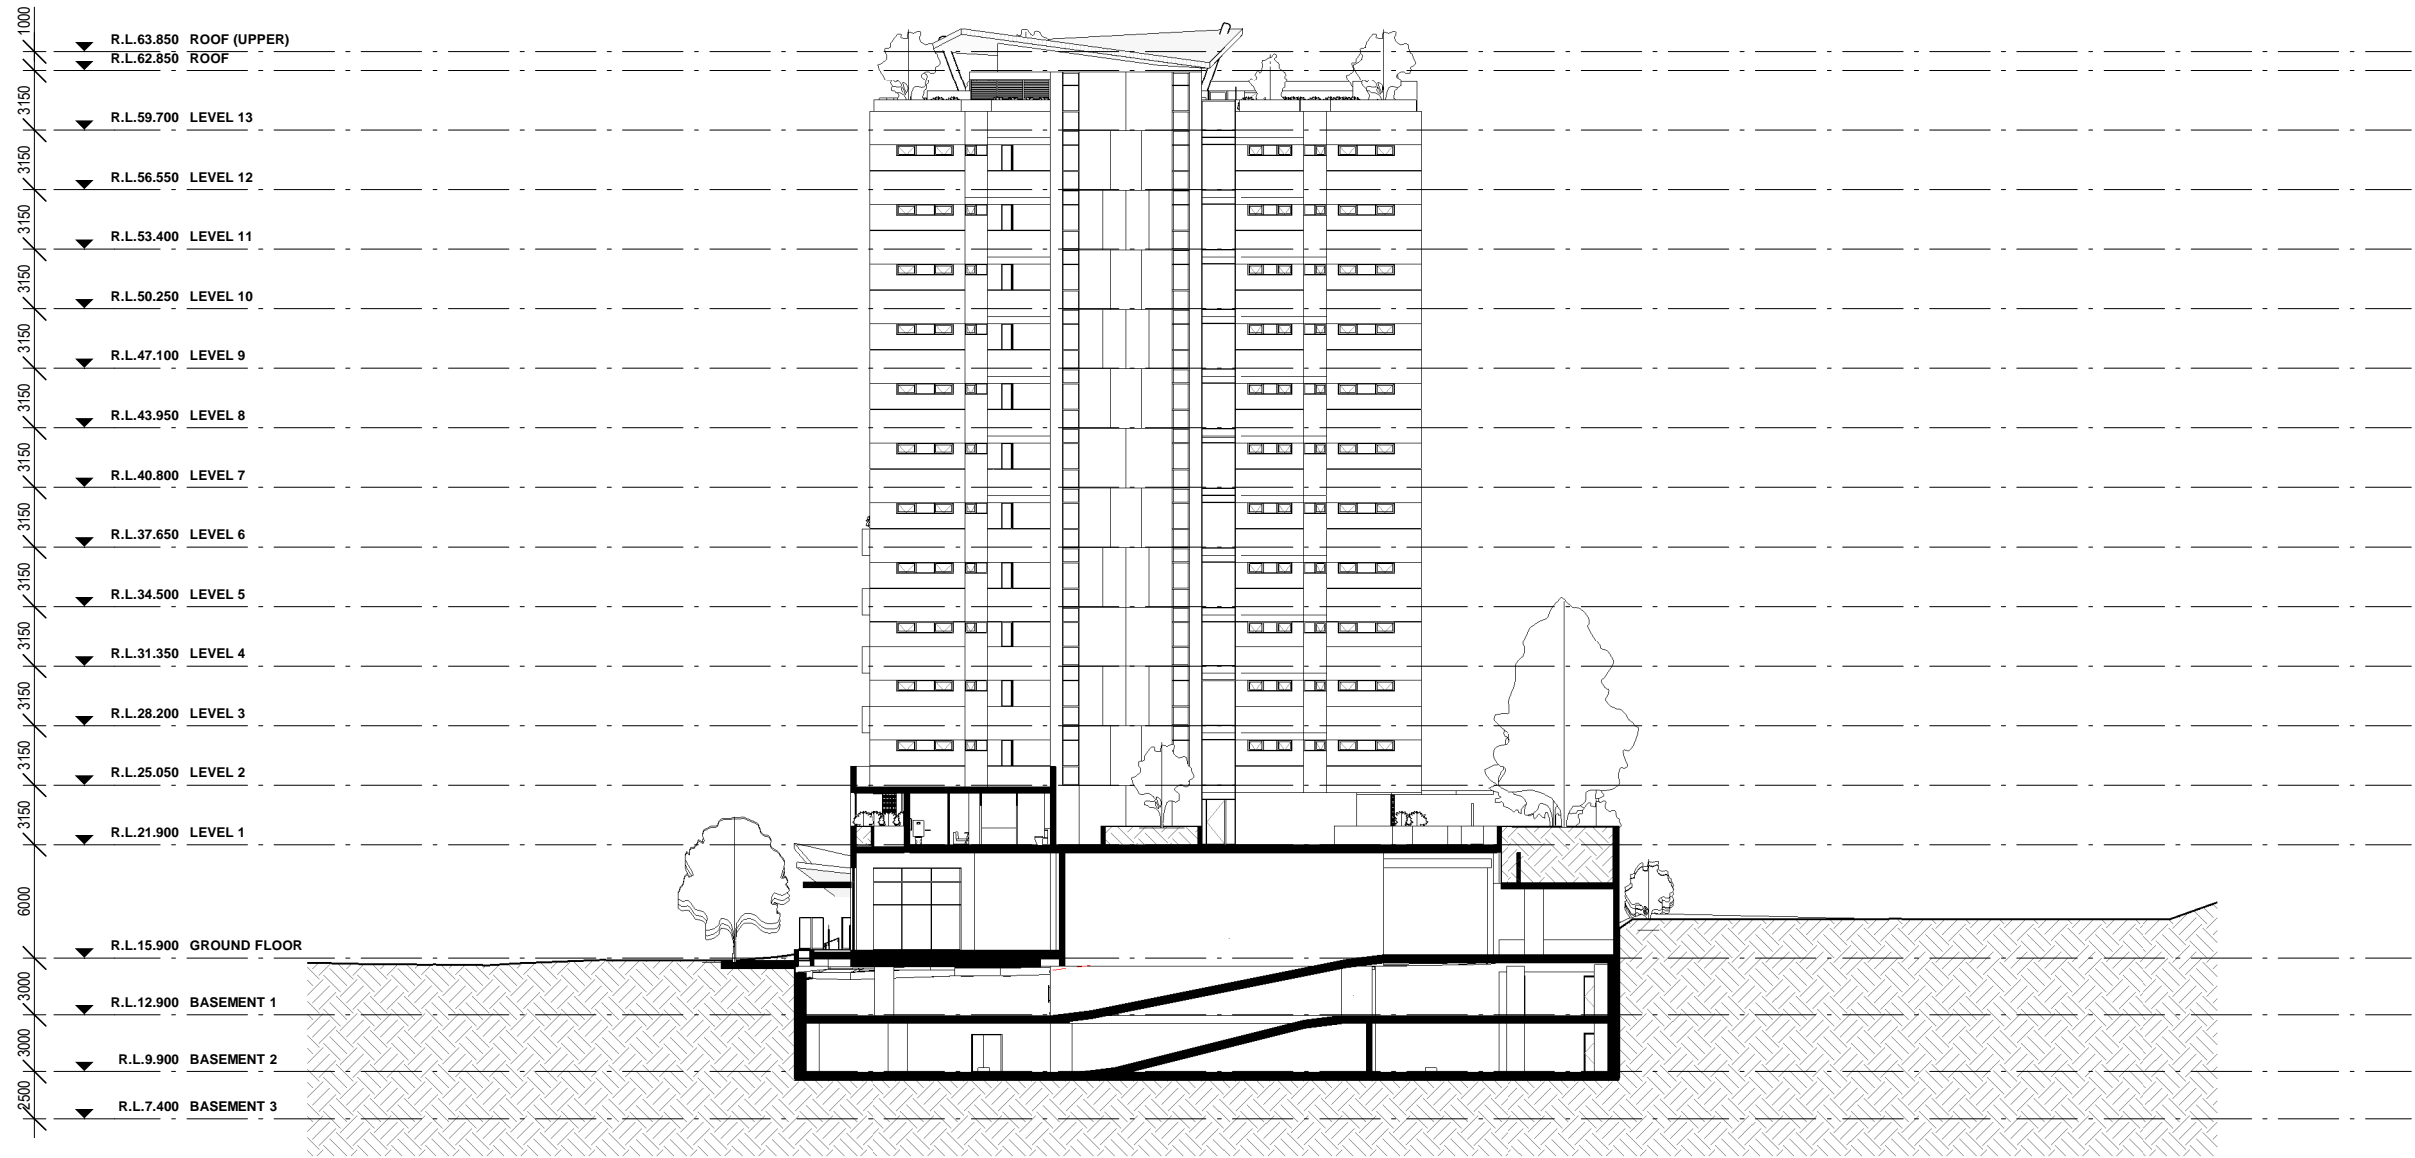 1000
R.L.63.850 ROOF (UPPER)
R.L.62.850 ROOF
3150
R.L.59.700 LEVEL 13
3150
R.L.56.550 LEVEL 12
3150
R.L.53.400 LEVEL 11
3150
R.L.50.250 LEVEL 10
3150
R.L.47.100 LEVEL 9
3150
R.L.43.950 LEVEL 8
3150
R.L.40.800 LEVEL 7
3150
R.L.37.650 LEVEL 6
3150
R.L.34.500 LEVEL 5
3150
R.L.31.350 LEVEL 4
3150
R.L.28.200 LEVEL 3
3150
R.L.25.050 LEVEL 2
3150
R.L.21.900 LEVEL 1
6000
R.L.15.900 GROUND FLOOR
3000
R.L.12.900 BASEMENT 1
3000
R.L.9.900 BASEMENT 2
2500
R.L.7.400 BASEMENT 3